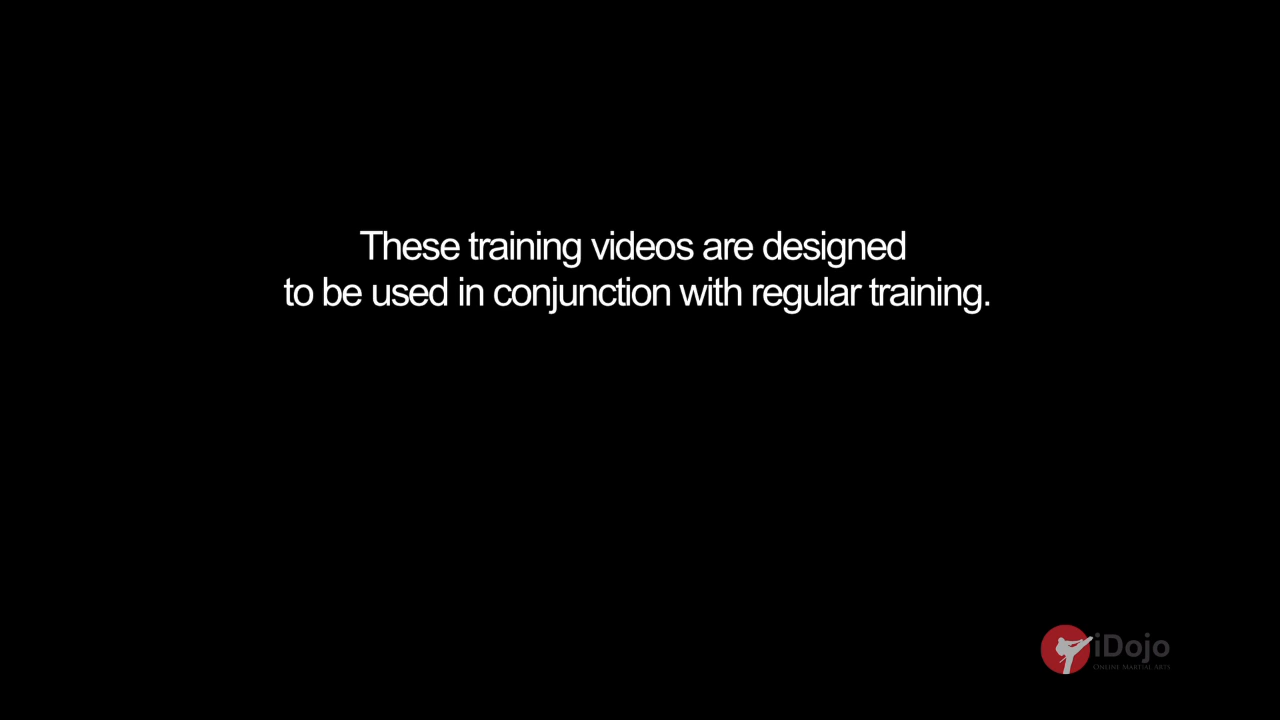 These training videos are designed
to be used in conjunction with regular training.
iDojo
ONLINE MARTIAL ARTS